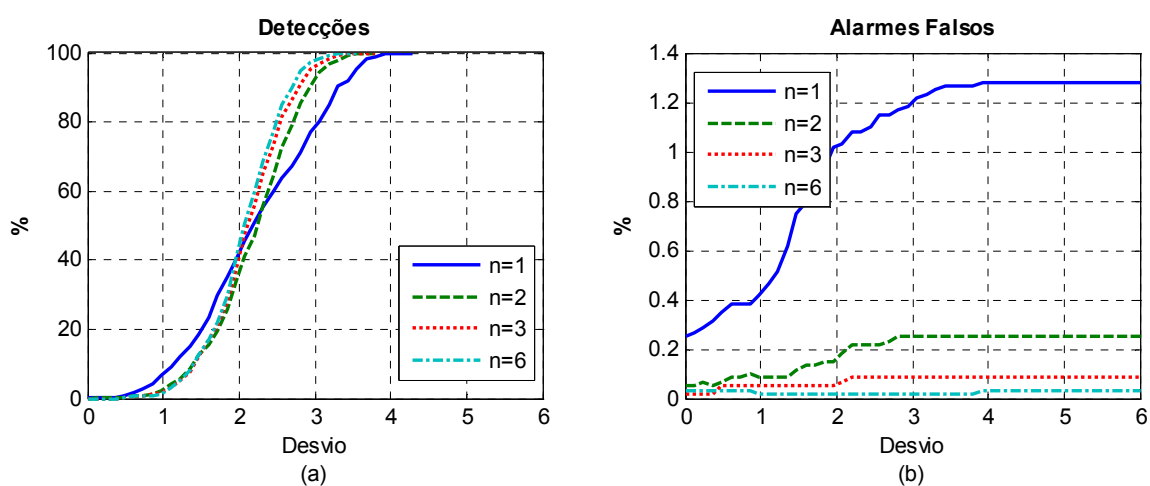 Detecções
100
80
60
40
20
0
%
0 1 2 3 4 5 6
Desvio
(a)
n=1
n=2
n=3
n=6
Alarmes Falsos
1.4
1.2
1
0.8
0.6
0.4
0.2
0
%
0 1 2 3 4 5 6
Desvio
(b)
n=1
n=2
n=3
n=6